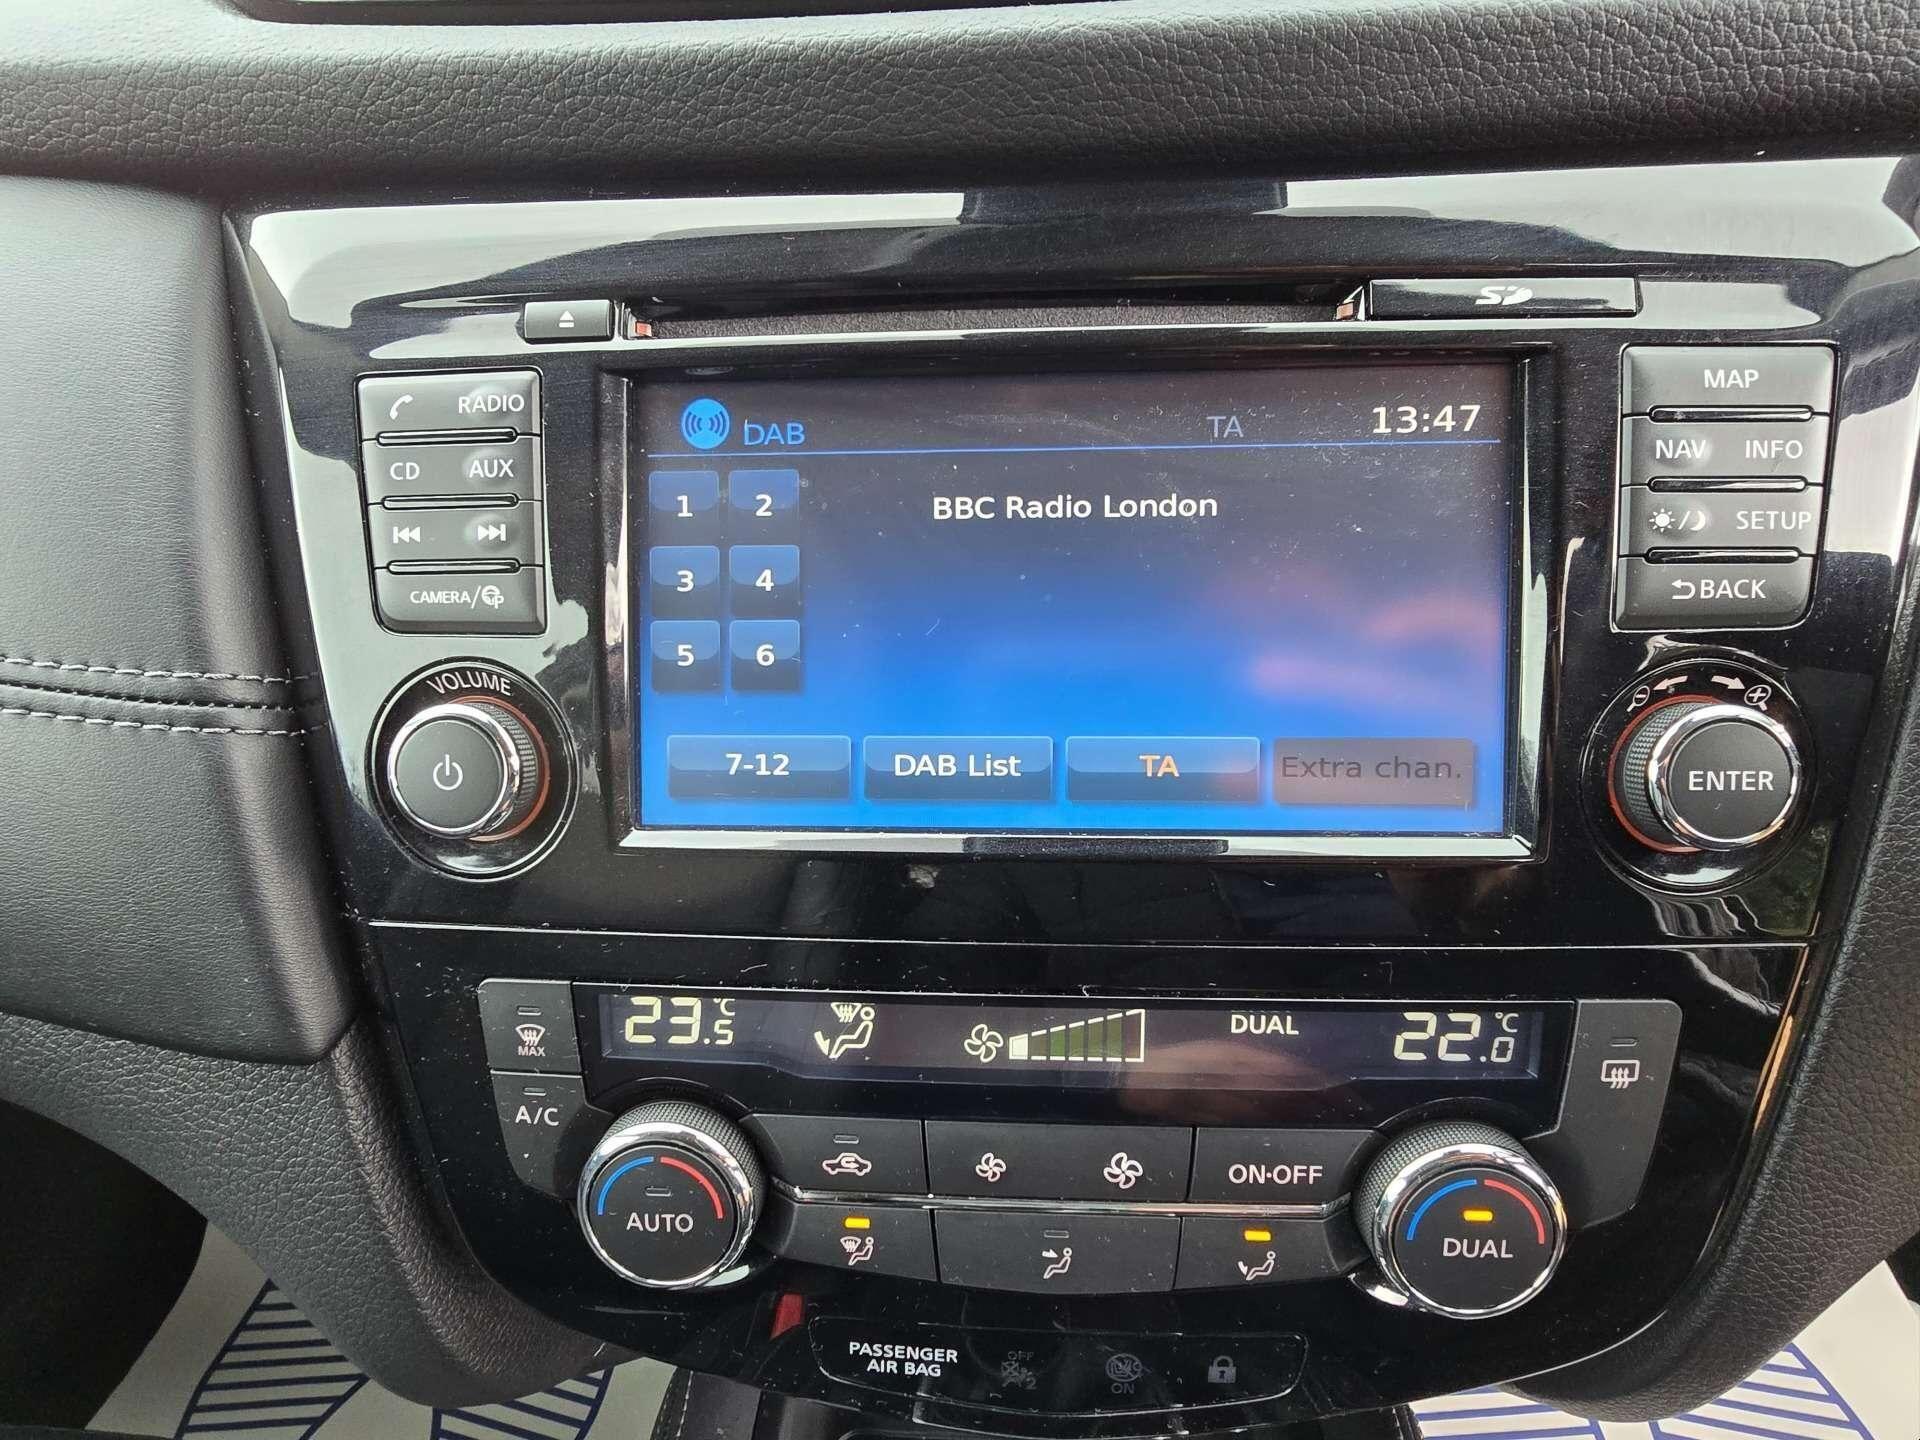 SD
RADIO
CD AUX
CAMERA/
VOLUME
DAB TA 13:47
1 2 BBC Radio London
3 4
5 6
7-12 DAB List TA Extra chan.
MAP
NAV INFO
SETUP
BACK
ENTER
23.5 °C DUAL 22.0 °C
MAX
A/C
AUTO
ON·OFF
DUAL
PASSENGER
AIR BAG
OFF
2
ON